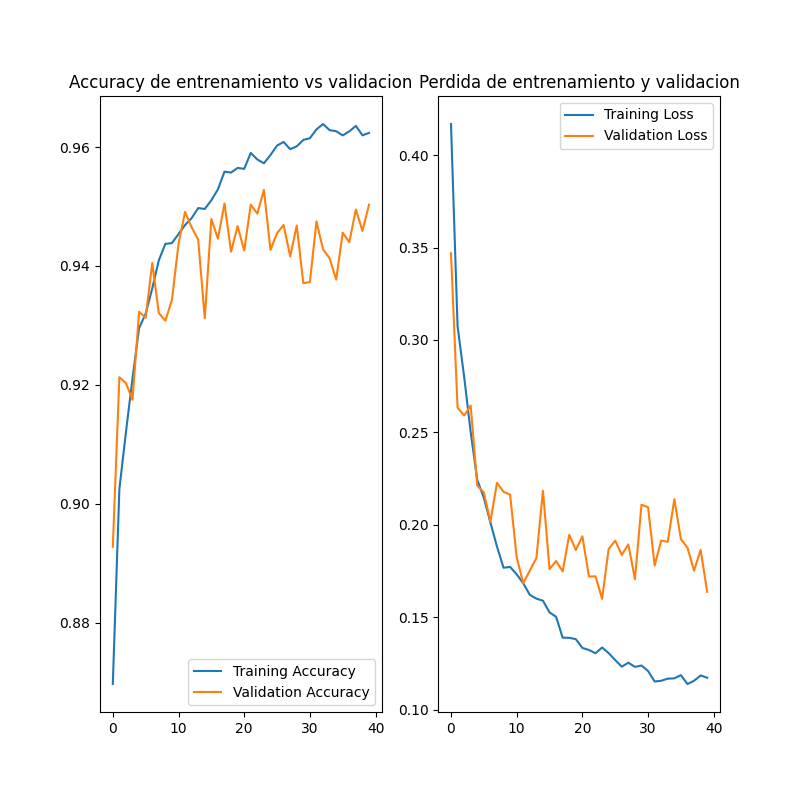 Accuracy de entrenamiento vs validacion
0.96
0.94
0.92
0.90
0.88
0 10 20 30 40
Training Accuracy
Validation Accuracy
Perdida de entrenamiento y validacion
Training Loss
Validation Loss
0.40
0.35
0.30
0.25
0.20
0.15
0.10
0 10 20 30 40